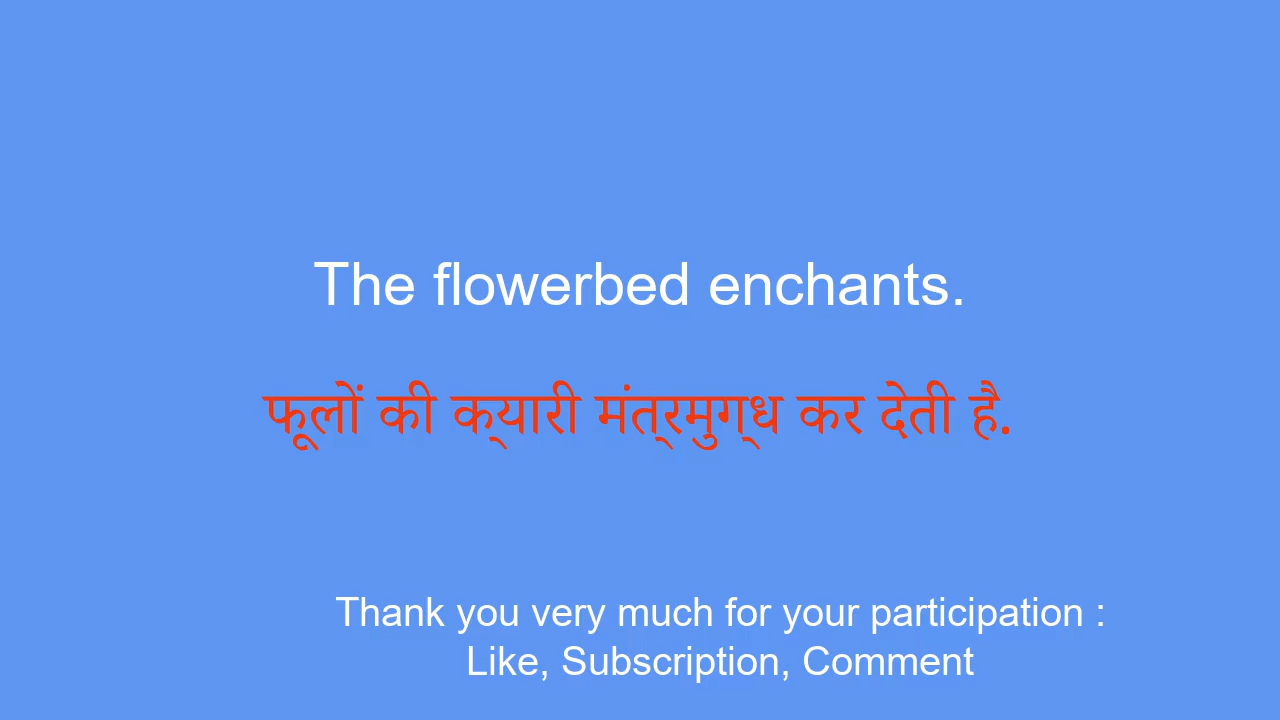 The flowerbed enchants.
फूलों की क्यारी मंत्रमुग्ध कर देती है.
Thank you very much for your participation :
Like, Subscription, Comment